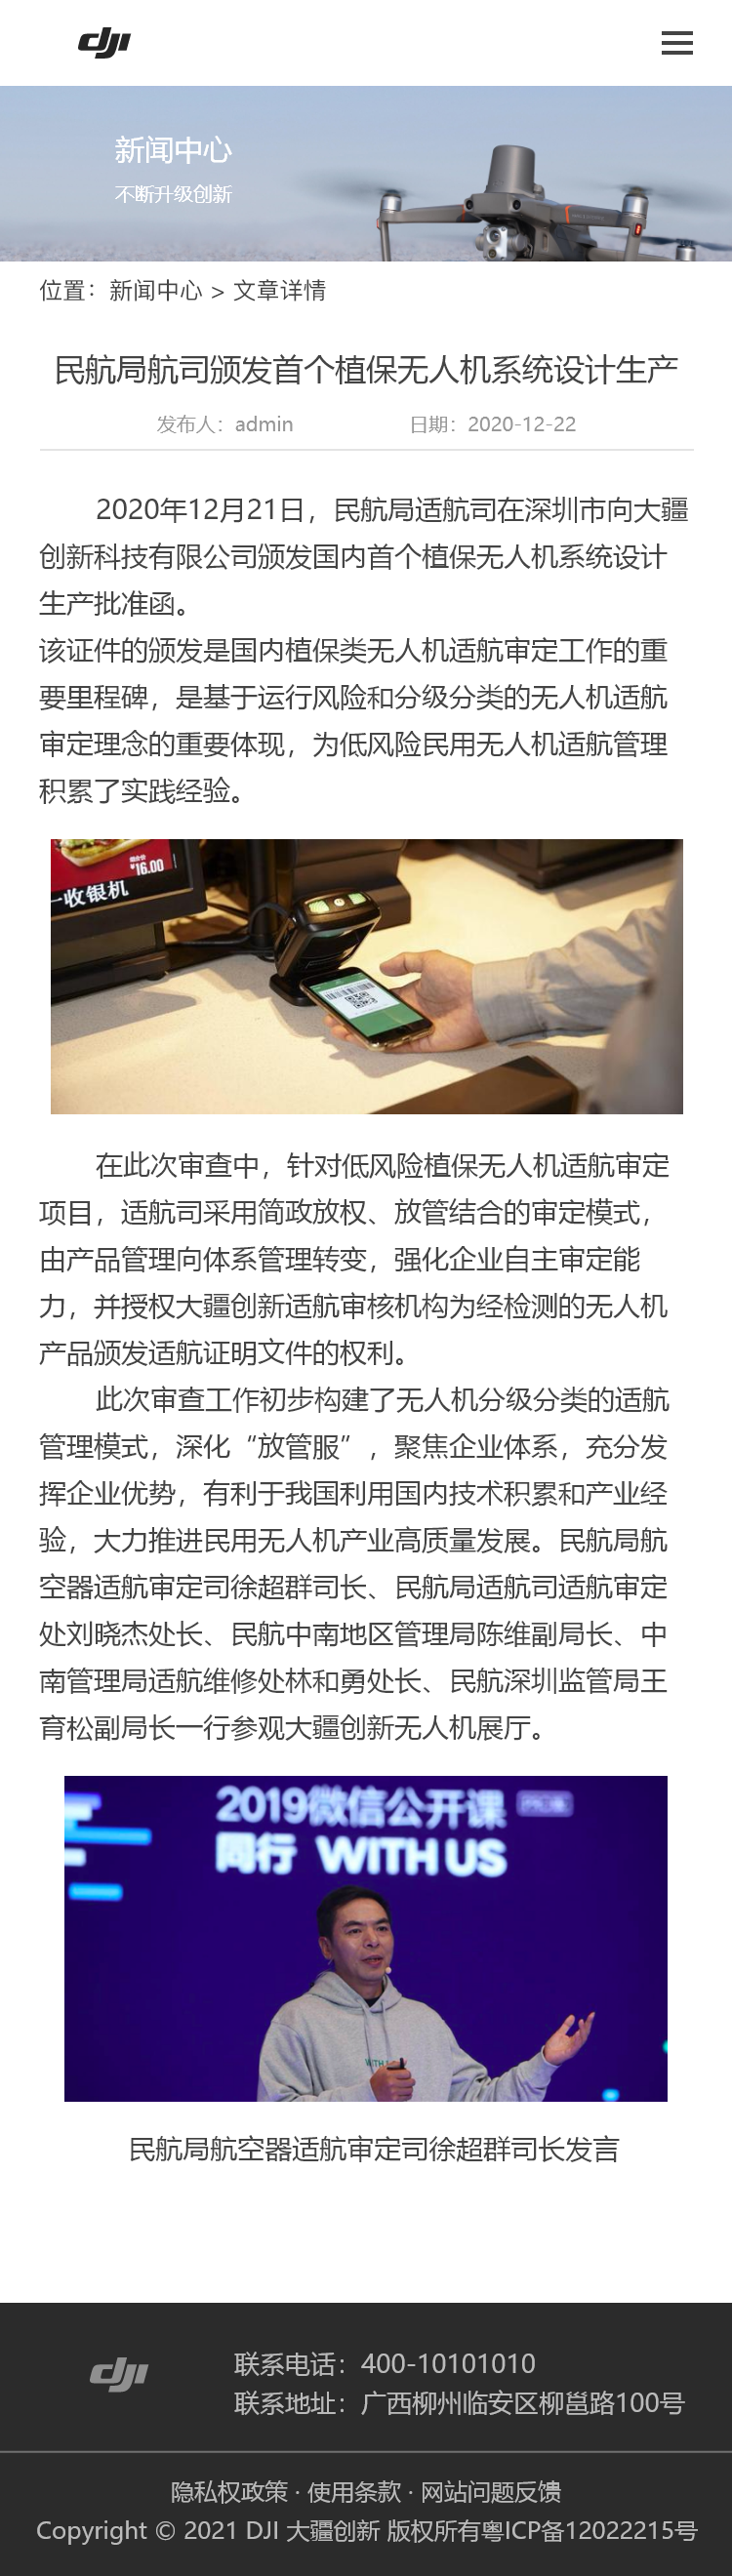 dji
新闻中心
不断升级创新
位置：新闻中心 > 文章详情
民航局航司颁发首个植保无人机系统设计生产
发布人：admin 日期：2020-12-22
2020年12月21日，民航局适航司在深圳市向大疆
创新科技有限公司颁发国内首个植保无人机系统设计
生产批准函。
该证件的颁发是国内植保类无人机适航审定工作的重
要里程碑，是基于运行风险和分级分类的无人机适航
审定理念的重要体现，为低风险民用无人机适航管理
积累了实践经验。
¥16.00
一收银机
在此次审查中，针对低风险植保无人机适航审定
项目，适航司采用简政放权、放管结合的审定模式，
由产品管理向体系管理转变，强化企业自主审定能
力，并授权大疆创新适航审核机构为经检测的无人机
产品颁发适航证明文件的权利。
此次审查工作初步构建了无人机分级分类的适航
管理模式，深化“放管服”，聚焦企业体系，充分发
挥企业优势，有利于我国利用国内技术积累和产业经
验，大力推进民用无人机产业高质量发展。民航局航
空器适航审定司徐超群司长、民航局适航司适航审定
处刘晓杰处长、民航中南地区管理局陈维副局长、中
南管理局适航维修处林和勇处长、民航深圳监管局王
育松副局长一行参观大疆创新无人机展厅。
2019微信公开课
同行 WITH US
民航局航空器适航审定司徐超群司长发言
dji
联系电话：400-10101010
联系地址：广西柳州临安区柳邕路100号
隐私权政策 · 使用条款 · 网站问题反馈
Copyright © 2021 DJI 大疆创新 版权所有粤ICP备12022215号